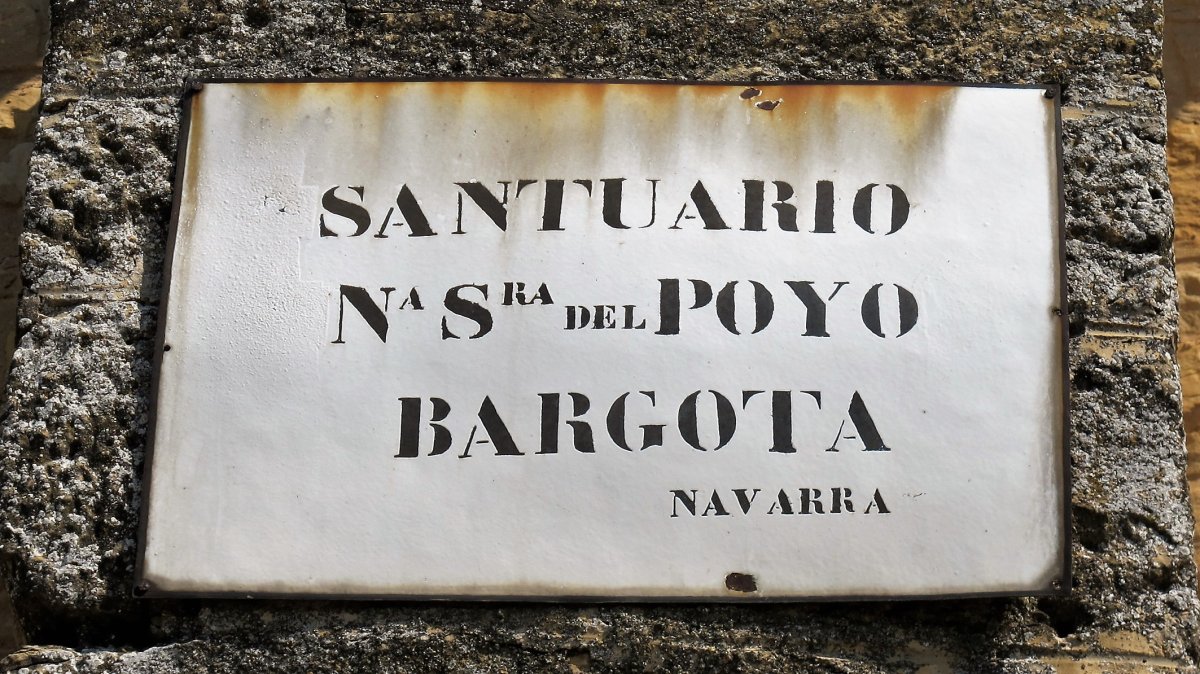 SANTUARIO
Nᴬ Sᴿᴬ DEL POYO
BARGOTA
NAVARRA